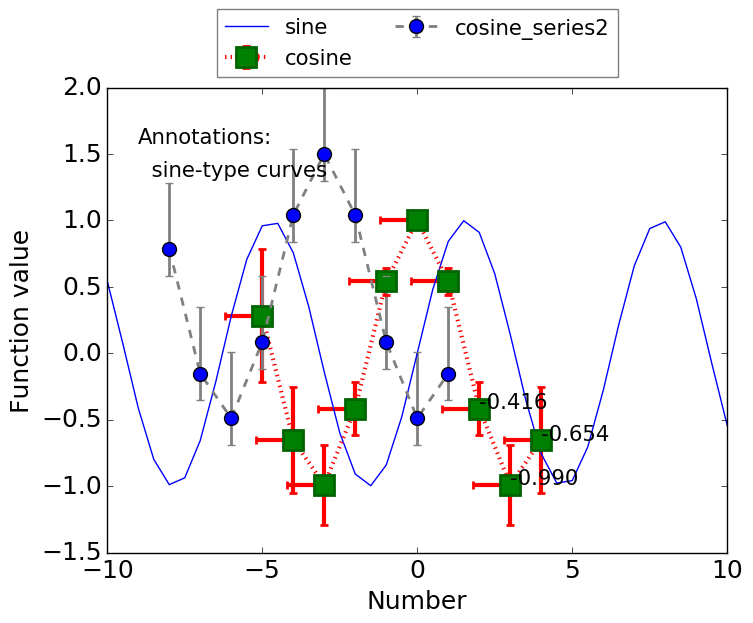 sine
cosine
cosine_series2
2.0
1.5
1.0
0.5
0.0
−0.5
−1.0
−1.5
Function value
Annotations:
sine-type curves
-0.416
-0.654
-0.990
−10
−5
0
5
10
Number